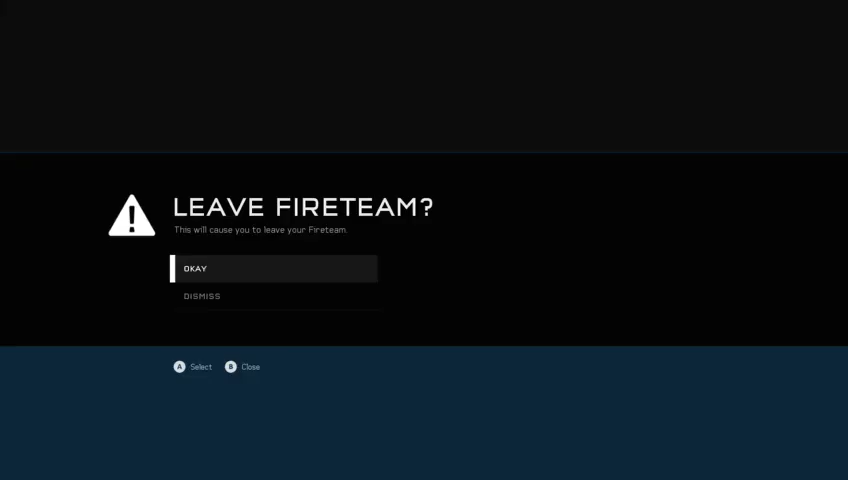 LEAVE FIRETEAM?
This will cause you to leave your Fireteam.
OKAY
DISMISS
A Select B Close